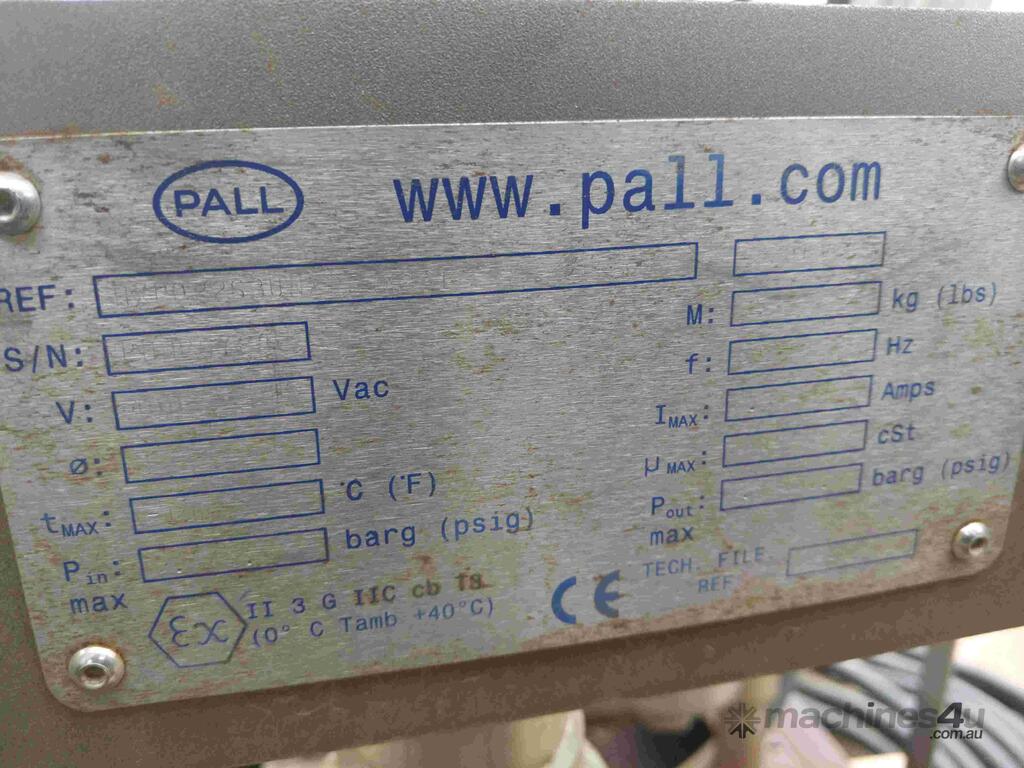 PALL
www.pall.com
REF:
S/N:
M: kg (lbs)
V: Vac
f: Hz
ø:
IMAX: Amps
tMAX: °C (°F)
μMAX: cSt
Pin: max barg (psig)
Pout: max barg (psig)
TECH. FILE REF
Ex II 3 G IIC cb
(0° C Tamb +40°C)
CE
machines4u
.com.au